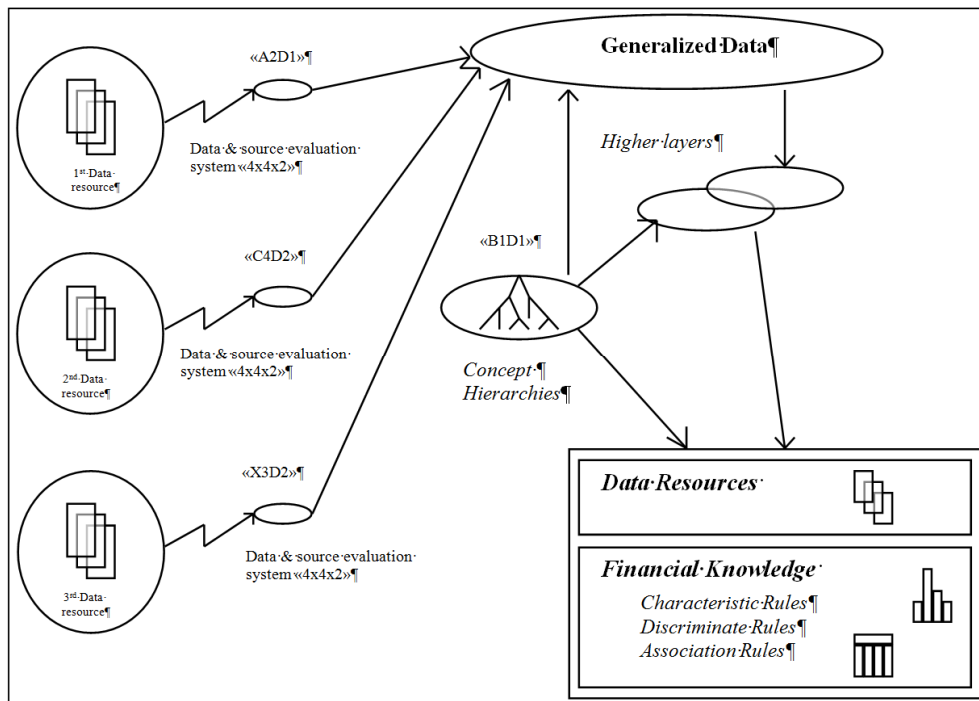 Generalized·Data¶
«A2D1»¶
Data·&·source·evaluation·
system·«4x4x2»¶
1st·Data·
resource¶
Higher·layers¶
«B1D1»¶
«C4D2»¶
Data·&·source·evaluation·
system·«4x4x2»¶
2nd·Data·
resource¶
Concept·¶
Hierarchies¶
«X3D2»¶
Data·&·source·evaluation·
system·«4x4x2»¶
3rd·Data·
resource¶
Data·Resources·
Financial·Knowledge·
Characteristic·Rules¶
Discriminate·Rules¶
Association·Rules¶